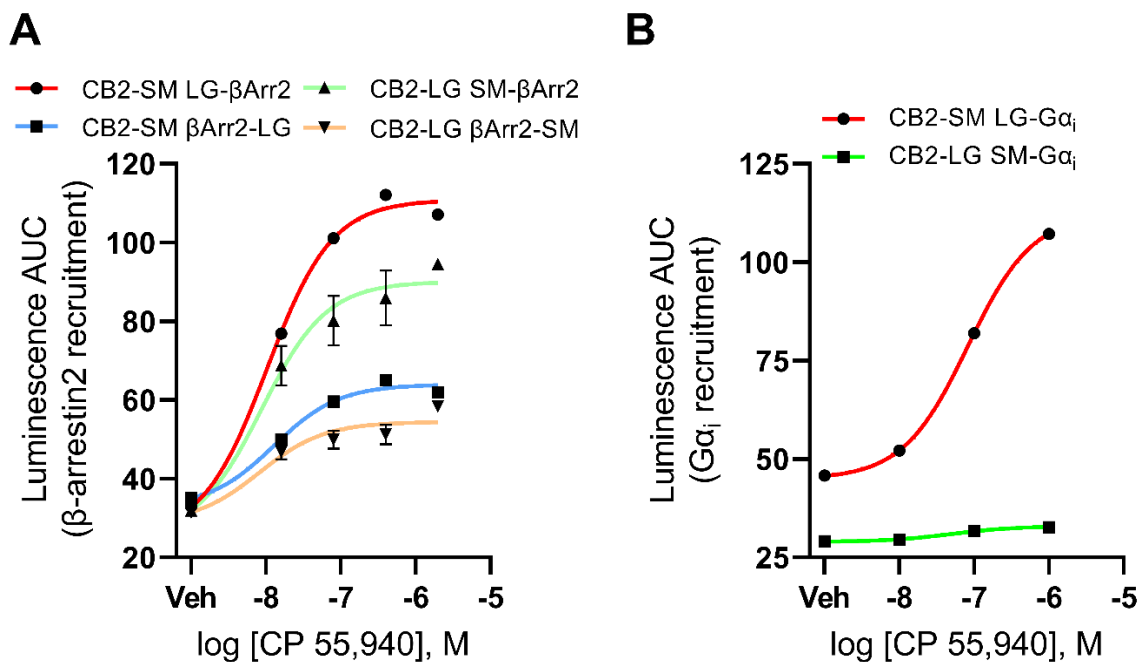 A
CB2-SM LG-βArr2
CB2-LG SM-βArr2
CB2-SM βArr2-LG
CB2-LG βArr2-SM
Luminescence AUC
(β-arrestin2 recruitment)
120
100
80
60
40
20
Veh -8 -7 -6 -5
log [CP 55,940], M
B
CB2-SM LG-Gαi
CB2-LG SM-Gαi
Luminescence AUC
(Gαi recruitment)
125
100
75
50
25
Veh -8 -7 -6 -5
log [CP 55,940], M